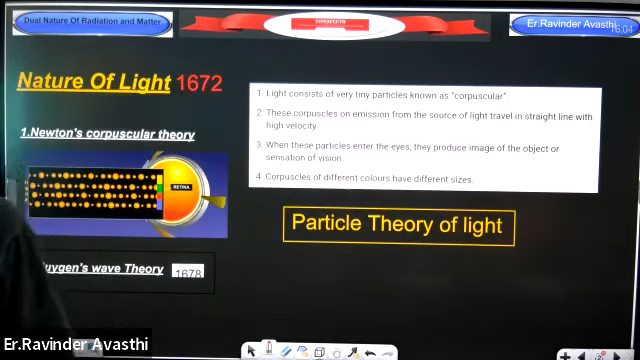 Dual Nature Of Radiation and Matter
Er.Ravinder Avasthi
16:04
Nature Of Light 1672
1.Newton's corpuscular theory
RETINA
1 Light consists of very tiny particles known as "corpuscular".
2. These corpuscles on emission from the source of light travel in straight line with
high velocity
3. When these particles enter the eyes, they produce image of the object or
sensation of vision
4 Corpuscles of different colours have different sizes.
Particle Theory of light
uygen's wave Theory 1678
Er.Ravinder Avasthi